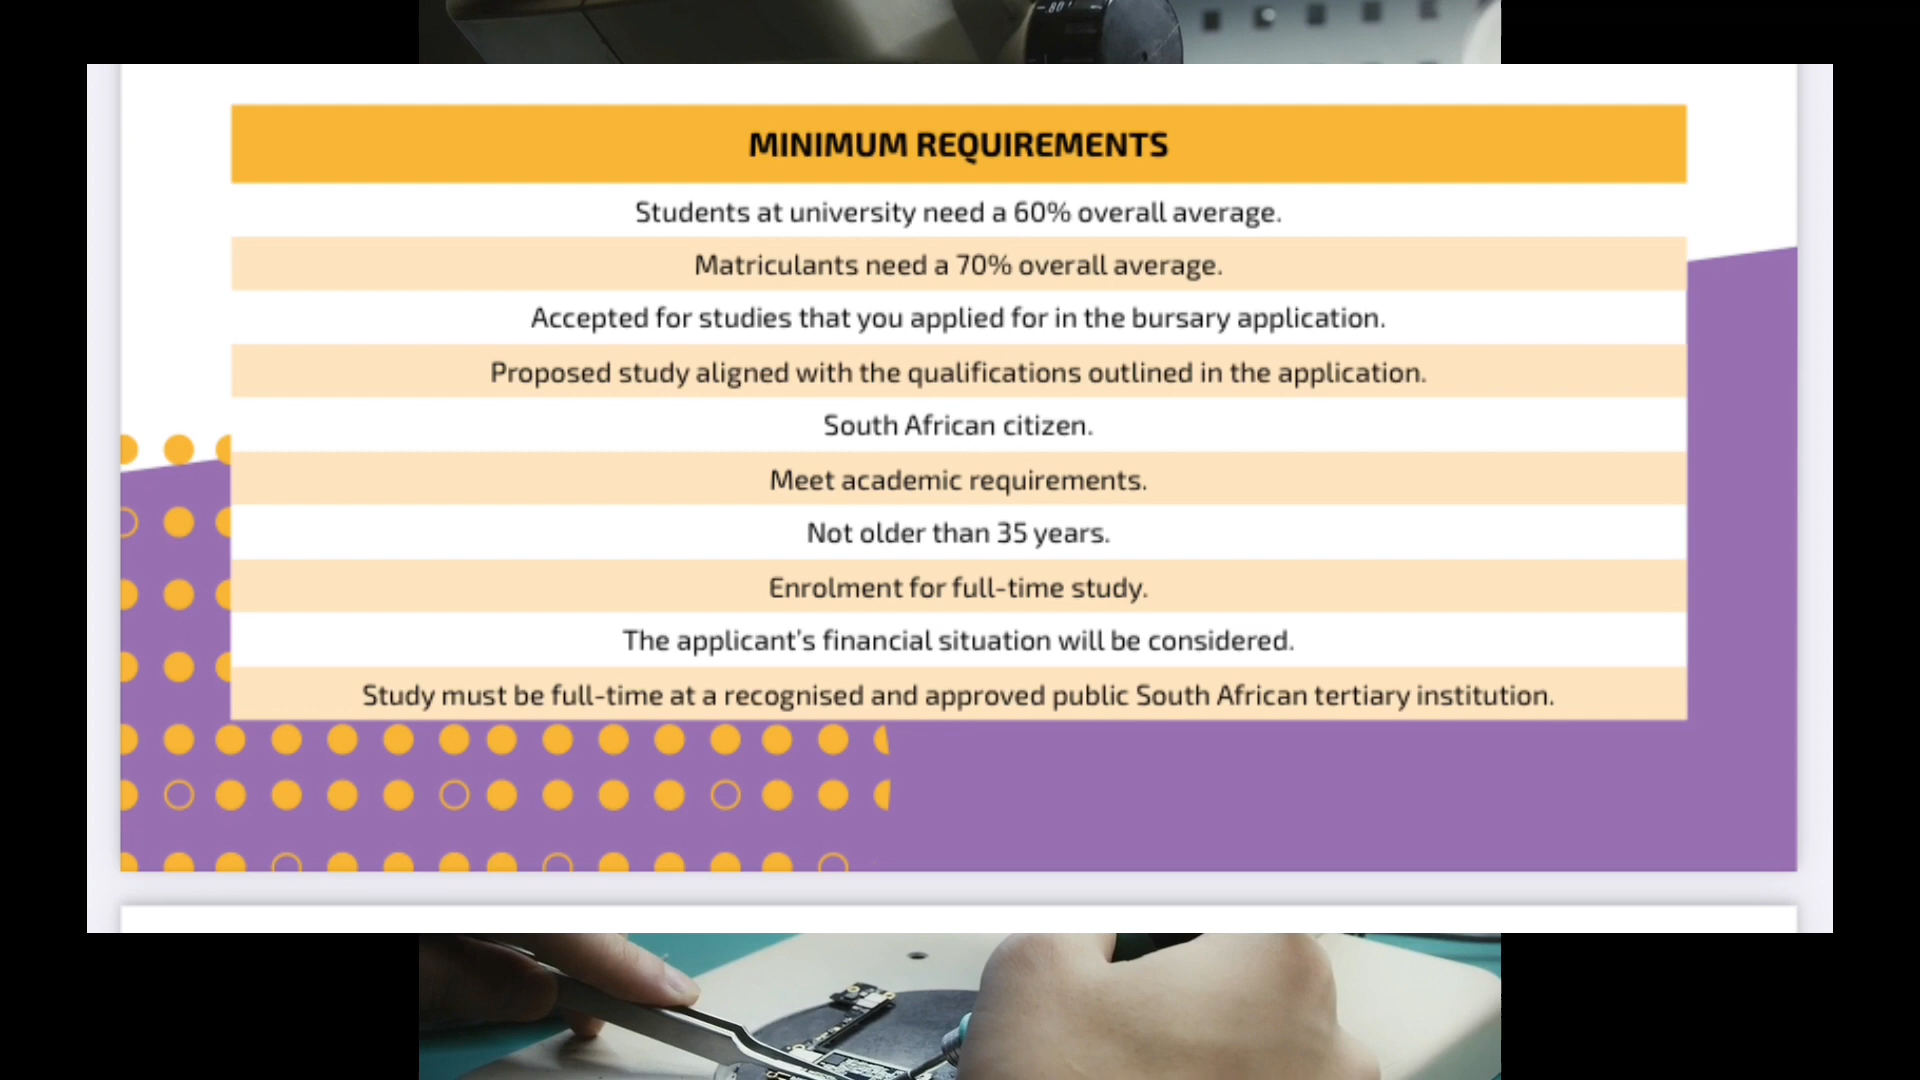 .80'
MINIMUM REQUIREMENTS
Students at university need a 60% overall average.
Matriculants need a 70% overall average.
Accepted for studies that you applied for in the bursary application.
Proposed study aligned with the qualifications outlined in the application.
South African citizen.
Meet academic requirements.
Not older than 35 years.
Enrolment for full-time study.
The applicant's financial situation will be considered.
Study must be full-time at a recognised and approved public South African tertiary institution.